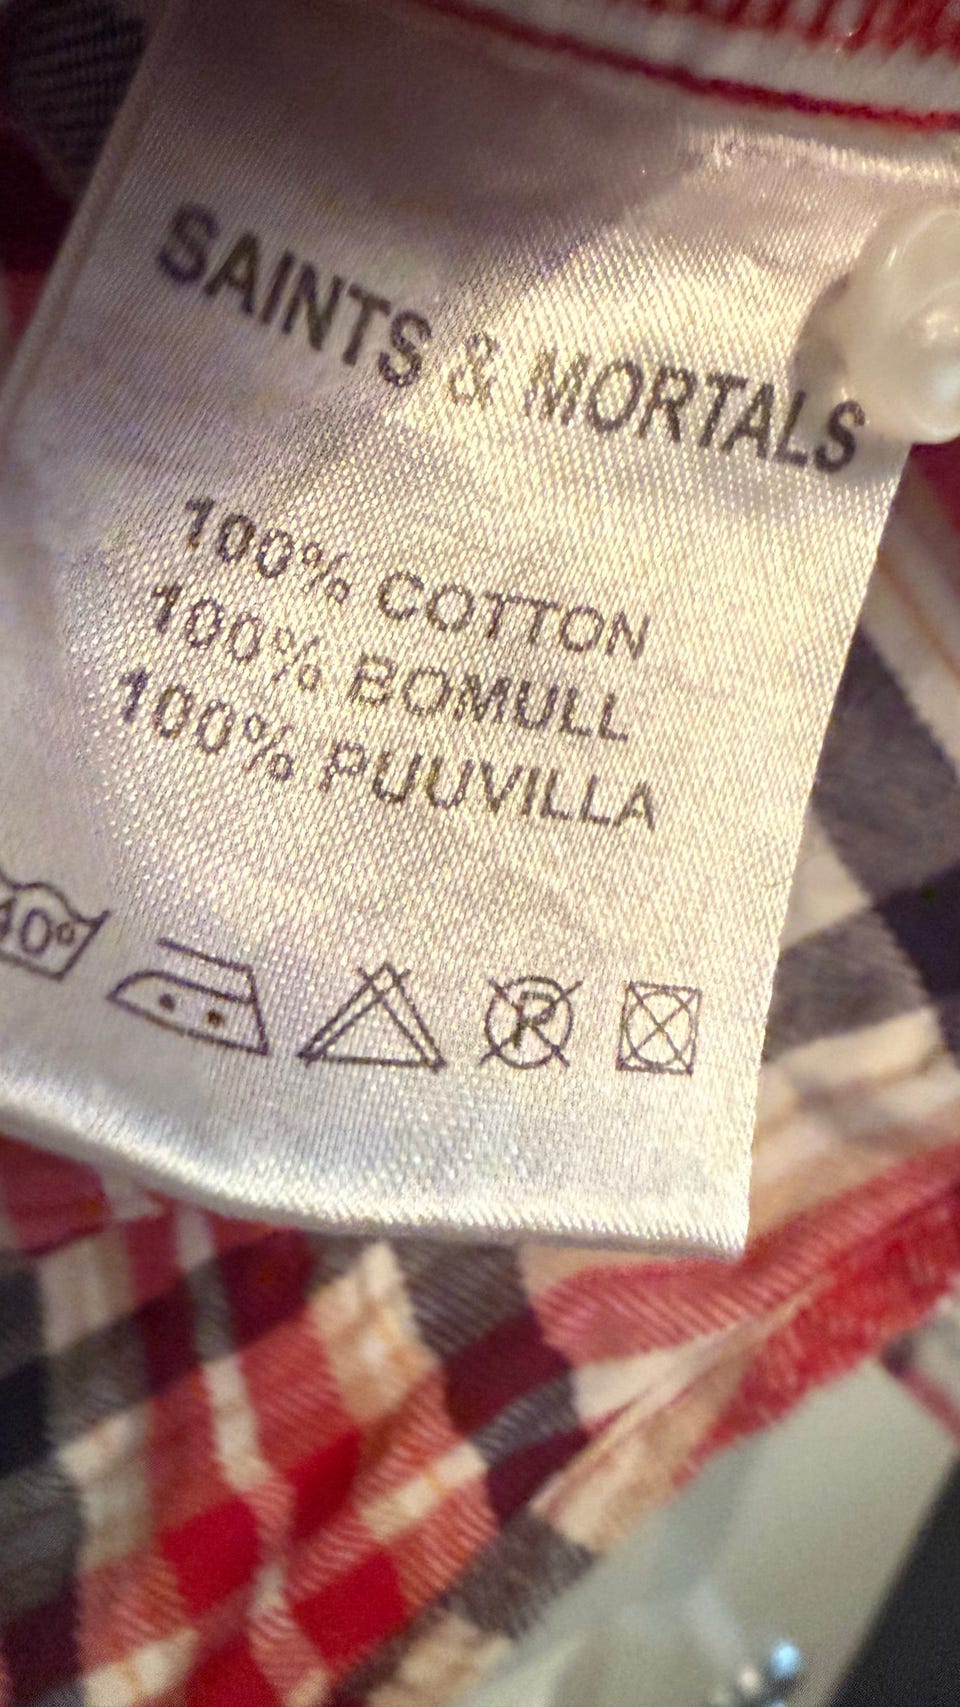 SAINTS & MORTALS
100% COTTON
100% BOMULL
100% PUUVILLA
40° P